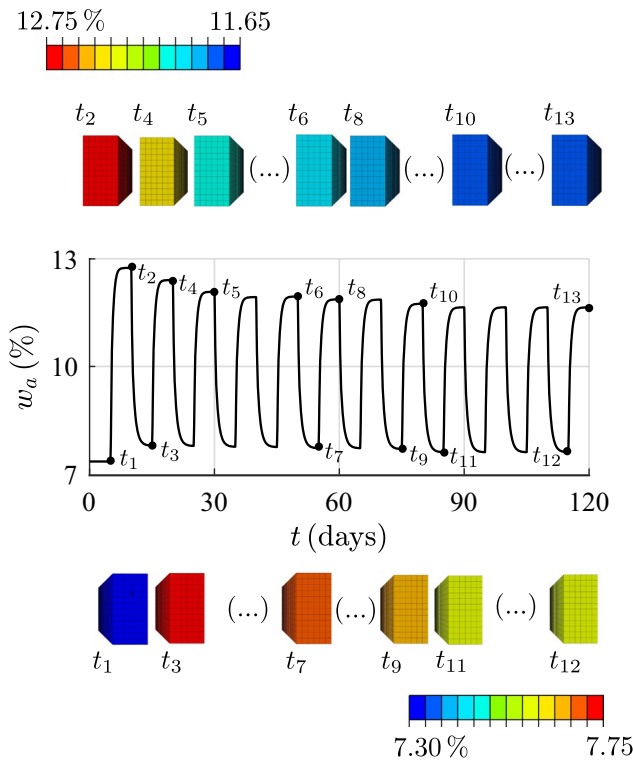 12.75 % 11.65
t2 t4 t5 t6 t8 t10 t13
(...) (...) (...)
13
t2 t4 t5 t6 t8 t10 t13
10
wa (%)
t1 t3 t7 t9 t11 t12
7
0 30 60 90 120
t (days)
(...) (...) (...)
t1 t3 t7 t9 t11 t12
7.30 % 7.75